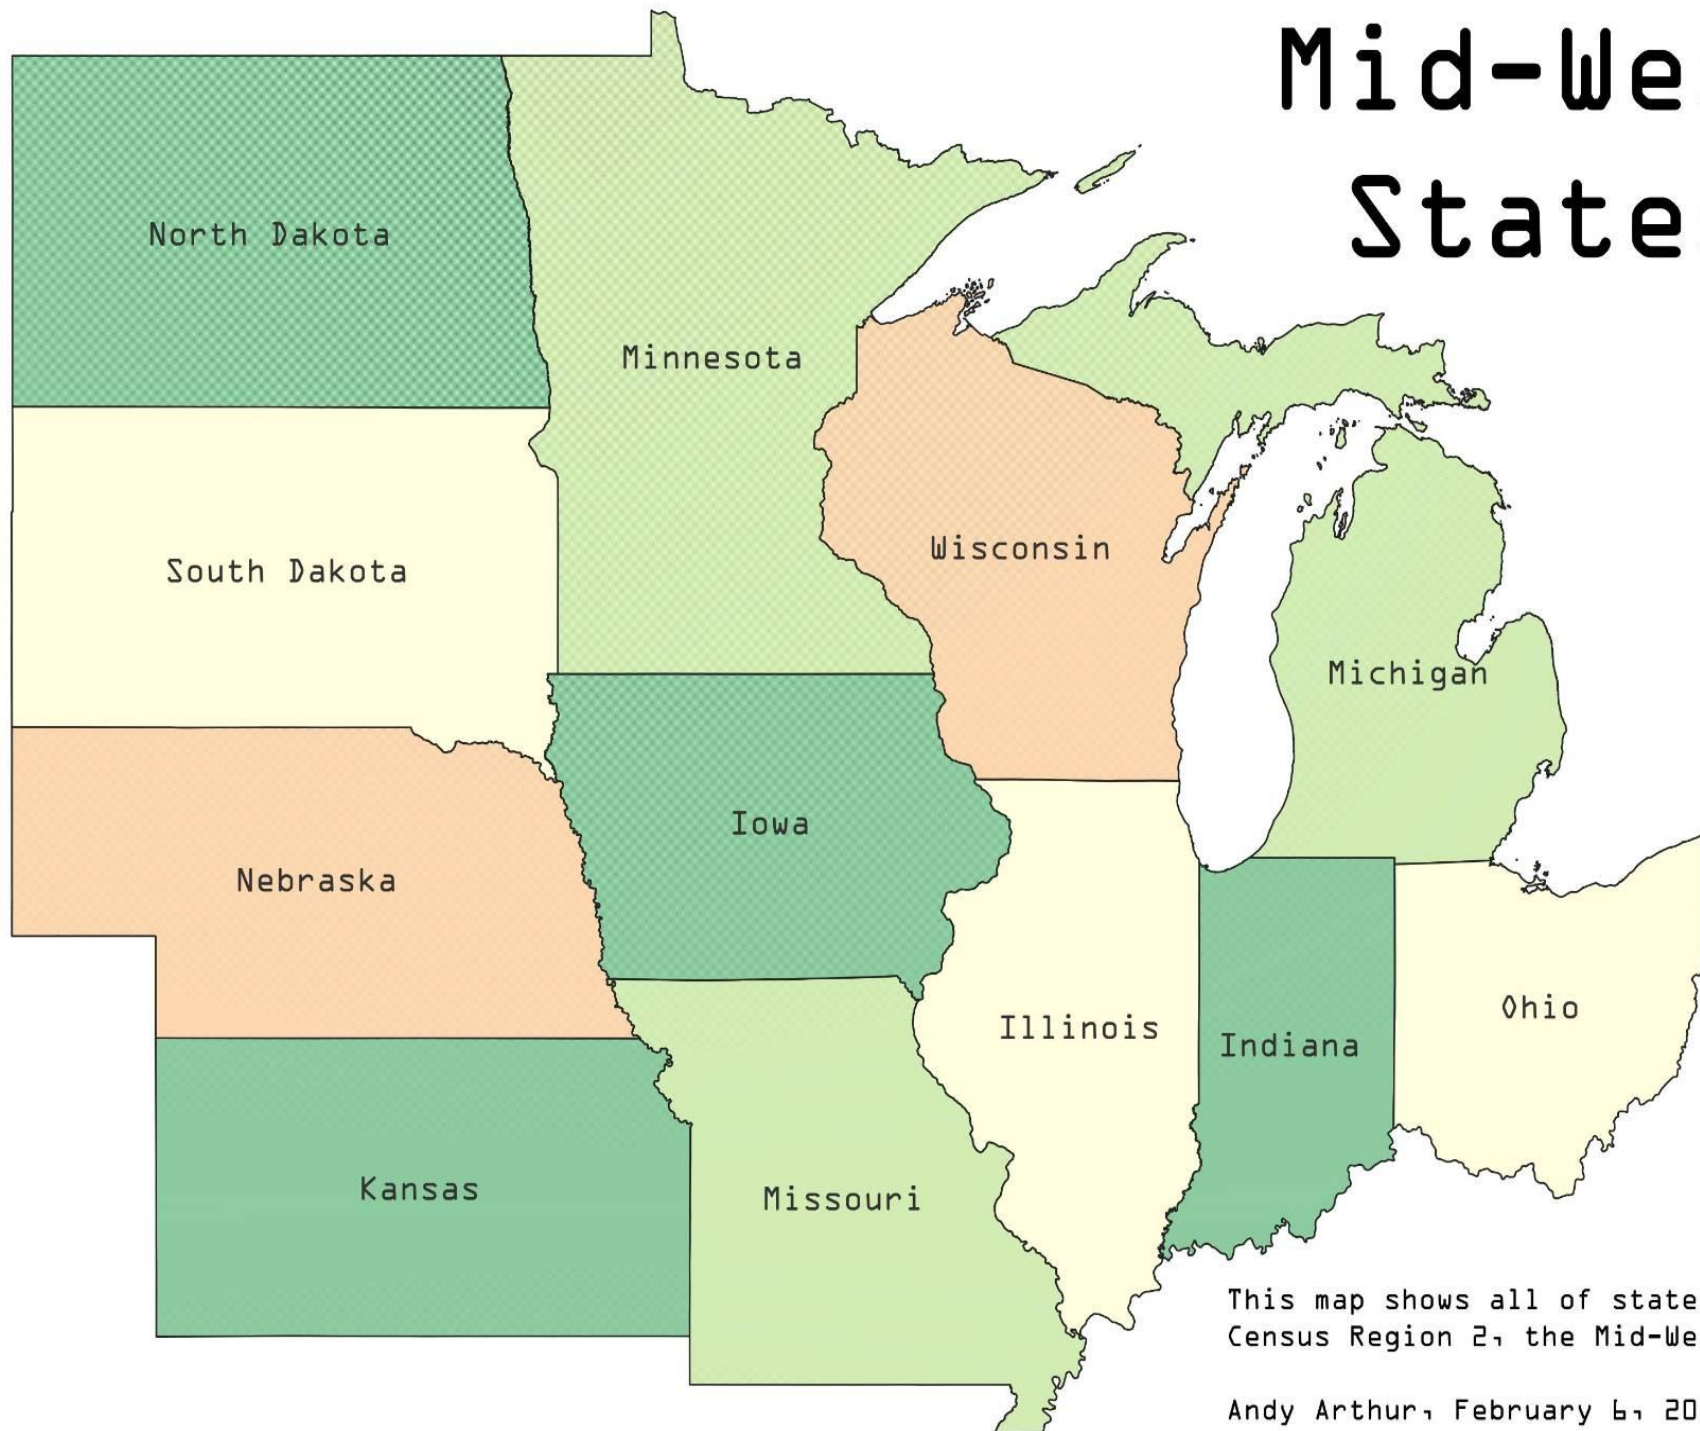 Mid-We
State
North Dakota
Minnesota
South Dakota
Wisconsin
Michigan
Iowa
Nebraska
Illinois
Ohio
Indiana
Kansas
Missouri
This map shows all of state
Census Region 2, the Mid-We
Andy Arthur, February 6, 20